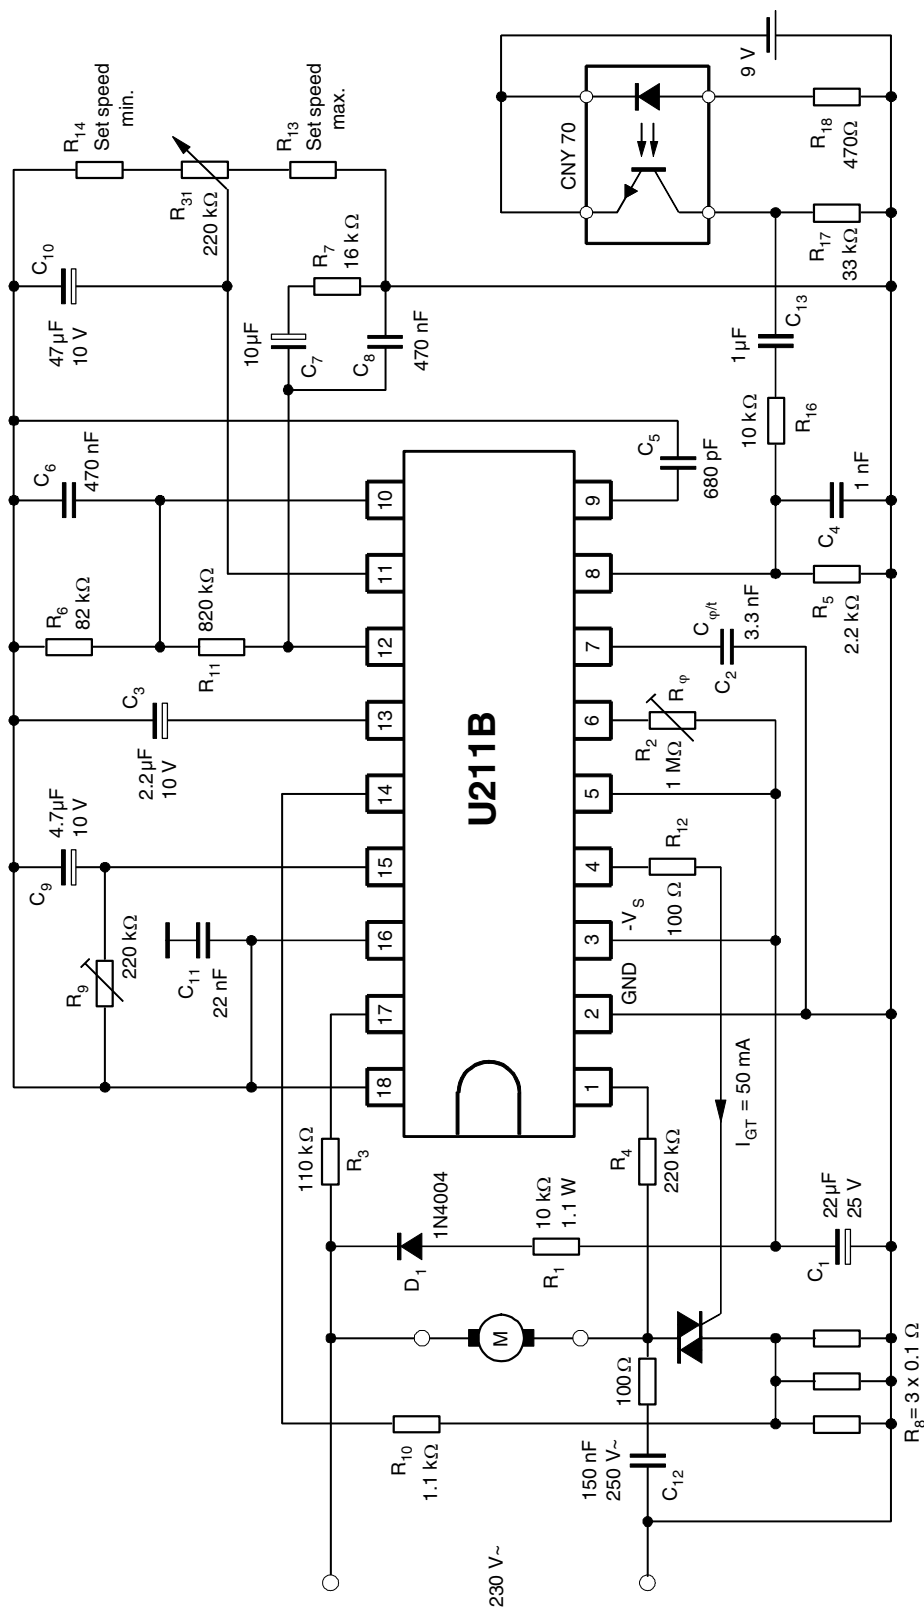 230 V~
R3
110 kΩ
D1
1N4004
R1
10 kΩ
1.1 W
M
R10
1.1 kΩ
100 Ω
150 nF
250 V~
C12
R4
220 kΩ
C1
22 µF
25 V
R8= 3 x 0.1 Ω
IGT = 50 mA
R9
220 kΩ
C11
22 nF
C9
4.7µF
10 V
C3
2.2µF
10 V
R6
82 kΩ
R11
820 kΩ
C6
470 nF
C10
47µF
10 V
R14
Set speed
min.
R31
220 kΩ
R13
Set speed
max.
R7
16 kΩ
10µF
C7
C8
470 nF
18
17
16
15
14
13
12
11
10
U211B
1
2
3
4
5
6
7
8
9
GND
-VS
R12
100 Ω
R2
Rφ
1 MΩ
Cφ/t
C2
3.3 nF
C5
680 pF
R5
2.2 kΩ
C4
1 nF
10 kΩ
R16
1µF
C13
CNY 70
R17
33 kΩ
R18
470Ω
9 V